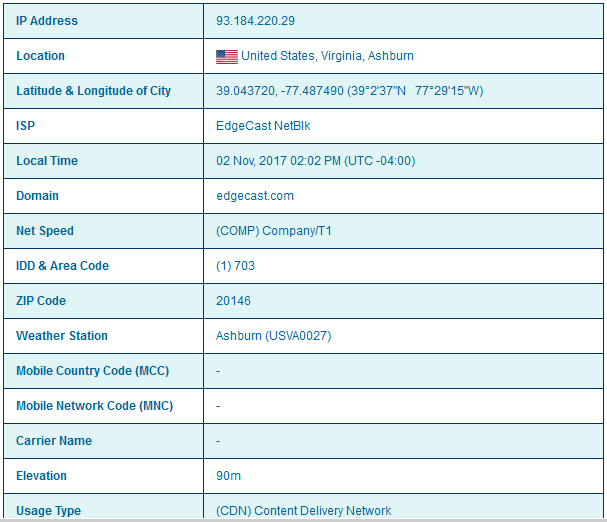 IP Address 93.184.220.29
Location United States, Virginia, Ashburn
Latitude & Longitude of City 39.043720, -77.487490 (39°2'37"N 77°29'15"W)
ISP EdgeCast NetBlk
Local Time 02 Nov, 2017 02:02 PM (UTC -04:00)
Domain edgecast.com
Net Speed (COMP) Company/T1
IDD & Area Code (1) 703
ZIP Code 20146
Weather Station Ashburn (USVA0027)
Mobile Country Code (MCC) -
Mobile Network Code (MNC) -
Carrier Name -
Elevation 90m
Usage Type (CDN) Content Delivery Network